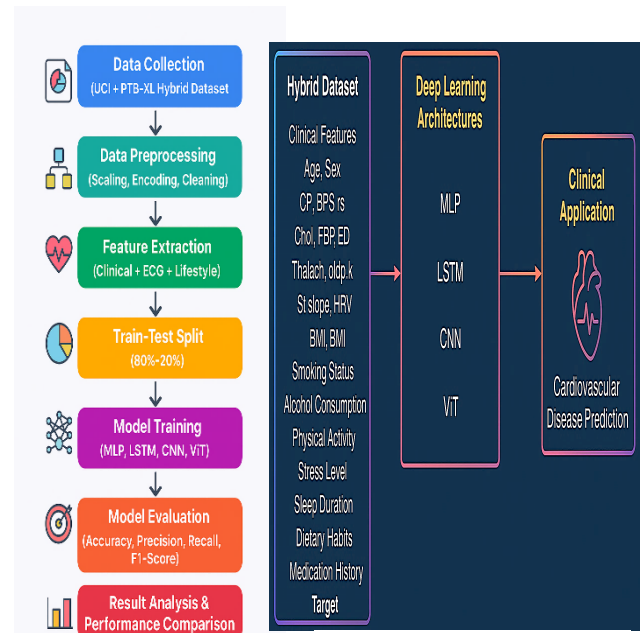 Data Collection
(UCI + PTB-XL Hybrid Dataset
Data Preprocessing
(Scaling, Encoding, Cleaning)
Feature Extraction
(Clinical + ECG + Lifestyle)
Train-Test Split
(80%-20%)
Model Training
(MLP, LSTM, CNN, ViT)
Model Evaluation
(Accuracy, Precision, Recall,
F1-Score)
Result Analysis &
Performance Comparison
Hybrid Dataset
Clinical Features
Age, Sex
CP, BPS rs
Chol, FBP, ED
Thalach, oldp.k
St slope, HRV
BMI, BMI
Smoking Status
Alcohol Consumption
Physical Activity
Stress Level
Sleep Duration
Dietary Habits
Medication History
Target
Deep Learning
Architectures
MLP
LSTM
CNN
ViT
Clinical
Application
Cardiovascular
Disease Prediction